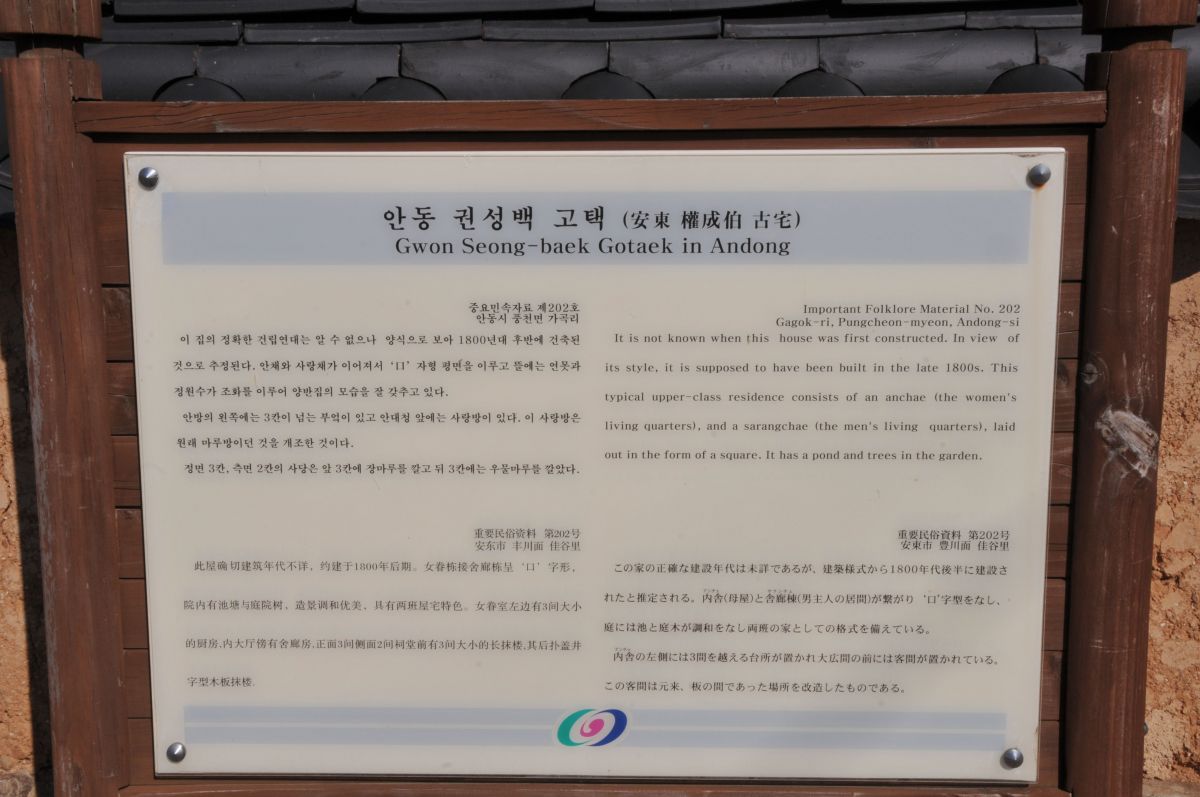 안동 권성백 고택 (安東 權成伯 古宅)
Gwon Seong-baek Gotaek in Andong
중요민속자료 제202호
안동시 풍천면 가곡리
이 집의 정확한 건립연대는 알 수 없으나 양식으로 보아 1800년대 후반에 건축된
것으로 추정된다. 안채와 사랑채가 이어져서 '口' 자형 평면을 이루고 뜰에는 연못과
정원수가 조화를 이루어 양반집의 모습을 잘 갖추고 있다.
안방의 왼쪽에는 3칸이 넘는 부엌이 있고 안대청 앞에는 사랑방이 있다. 이 사랑방은
원래 마루방이던 것을 개조한 것이다.
정면 3칸, 측면 2칸의 사당은 앞 3칸에 장마루를 깔고 뒤 3칸에는 우물마루를 깔았다.
Important Folklore Material No. 202
Gagok-ri, Pungcheon-myeon, Andong-si
It is not known when this house was first constructed. In view of
its style, it is supposed to have been built in the late 1800s. This
typical upper-class residence consists of an anchae (the women's
living quarters), and a sarangchae (the men's living quarters), laid
out in the form of a square. It has a pond and trees in the garden.
重要民俗资料 第202号
安东市 丰川面 佳谷里
此屋确切建筑年代不详，约建于1800年后期。女眷栋接舍廊栋呈‘口’字形，
院内有池塘与庭院树，造景调和优美，具有两班屋宅特色。女眷室左边有3间大小
的厨房,内大厅傍有舍廊房,正面3间侧面2间祠堂前有3间大小的长抹楼,其后扑盖井
字型木板抹楼.
重要民俗資料 第202号
安東市 豊川面 佳谷里
この家の正確な建設年代は未詳であるが、建築様式から1800年代後半に建設さ
れたと推定される。内舎(母屋)と舎廊棟(男主人の居間)が繋がり ‘口’字型をなし、
庭には池と庭木が調和をなし両班の家としての格式を備えている。
内舎の左側には3間を越える台所が置かれ大広間の前には客間が置かれている。
この客間は元来、板の間であった場所を改造したものである。